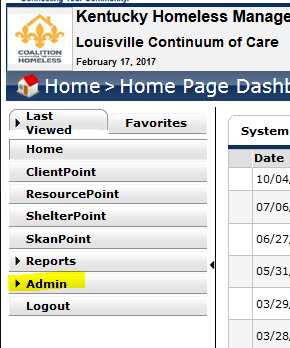 Connecting Your Community.
Kentucky Homeless Manage
Louisville Continuum of Care
COALITION
HOMELESS
February 17, 2017
Home > Home Page Dashb
Last
Viewed
Favorites
System
Home
Date
ClientPoint
10/04,
ResourcePoint
07/06/
ShelterPoint
SkanPoint
06/27/
Reports
05/31/
Admin
03/29/
Logout
03/28/